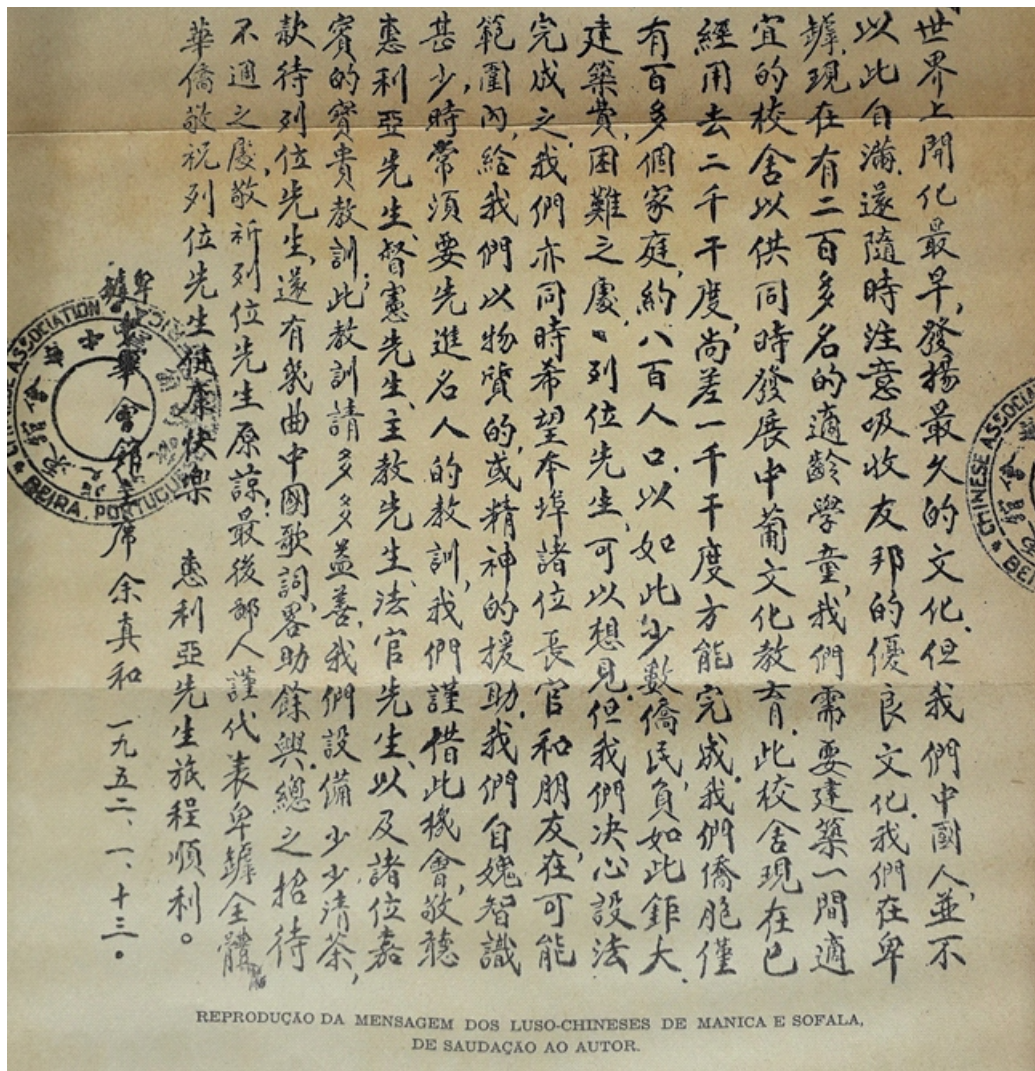 世界上開化最早，發揚最久的文化．但我們中國人，並不
以此自滿．遂隨時注意吸收友邦的優良文化．我們在卑
罅，現在有二百多名的適齡學童，我們需要建築一間適
宜的校舍以供同時發展中葡文化教育．此校舍現在已
經用去二千干度，尚差一千干度方能完成．我們僑胞僅
有百多個家庭，約八百人口．以如此少數僑民，負如此鉅大．
建築費，困難之處、列位先生，可以想見．但我們决心設法
完成之，我們亦同時希望本埠諸位長官和朋友，在可能
範圍內，給我們以物質的，或精神的援助，我們自媿智識
甚少，時常須要先進名人的教訓，我們謹借此機會，敬聽
惠利亞先生，督憲先生，主教先生，法官先生，以及諸位嘉
賓的寶貴教訓，此教訓請多多益善．我們設備少少清茶，
款待列位先生，遂有幾曲中國歌詞，畧助餘興．總之招待
不週之處，敬祈列位先生原諒．最後鄙人謹代表卑罅全體
華僑敬祝列位先生健康快樂 惠利亞先生旅程順利。
卑罅中華會館主席 余真和 一九五二、一、十三。
CHINESE ASSOCIATION
BEIRA, PORTUGU
CHINESE ASSOC
BE
REPRODUÇÃO DA MENSAGEM DOS LUSO-CHINESES DE MANICA E SOFALA,
DE SAUDAÇÃO AO AUTOR.